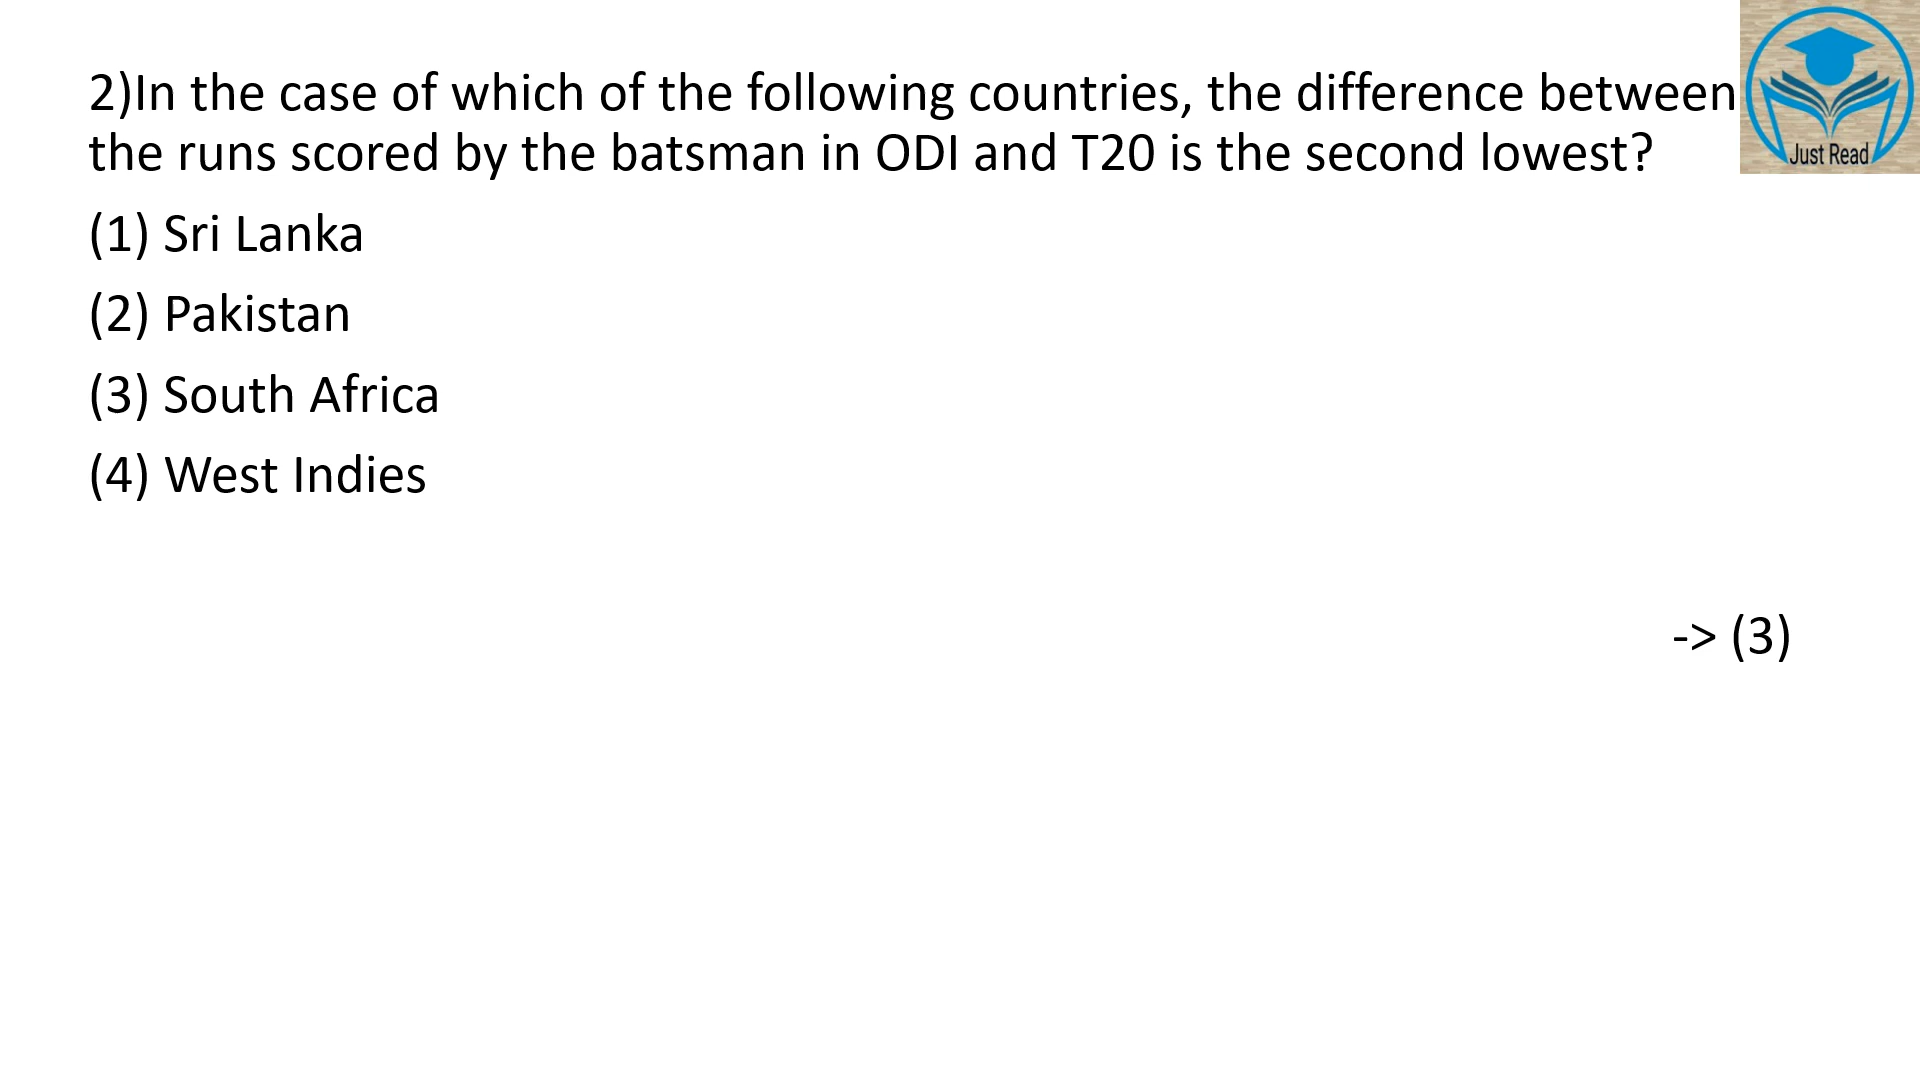 2)In the case of which of the following countries, the difference between
the runs scored by the batsman in ODI and T20 is the second lowest?
(1) Sri Lanka
(2) Pakistan
(3) South Africa
(4) West Indies
-> (3)
Just Read